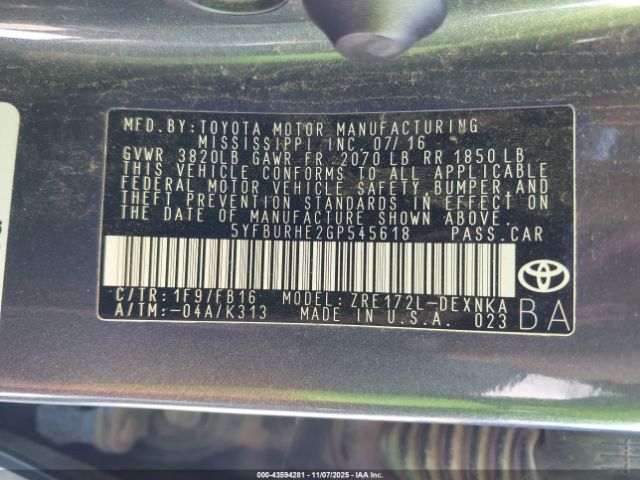 MFD. BY: TOYOTA MOTOR MANUFACTURING
MISSISSIPPI INC. 07/16
GVWR 3820LB GAWR FR. 2070 LB RR 1850 LB
THIS VEHICLE CONFORMS TO ALL APPLICABLE
FEDERAL MOTOR VEHICLE SAFETY, BUMPER, AND
THEFT PREVENTION STANDARDS IN EFFECT ON
THE DATE OF MANUFACTURE SHOWN ABOVE.
5YFBURHE2GP545618 PASS. CAR
C/TR: 1F9/FB16 MODEL: ZRE172L-DEXNKA
A/TM: -04A/K313 MADE IN U.S.A. 023
BA
000-43594281 - 11/07/2025 - IAA Inc.